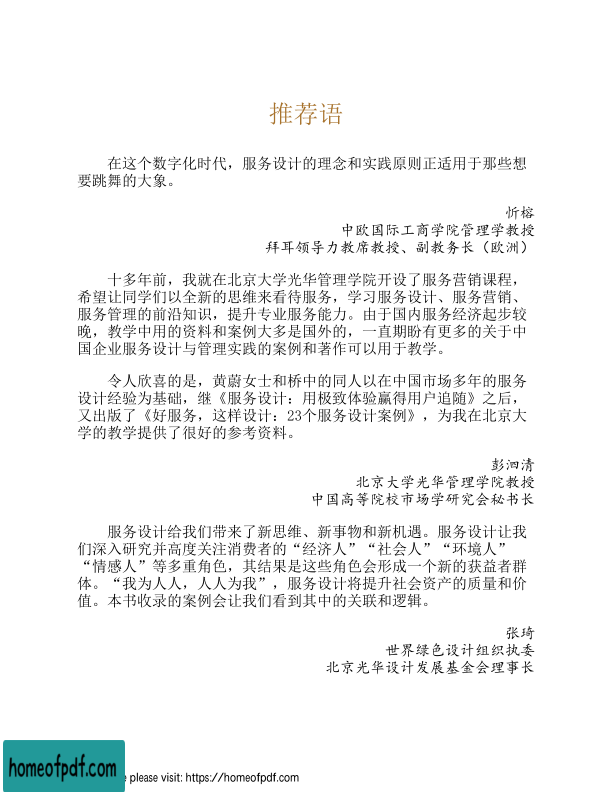 推荐语
在这个数字化时代，服务设计的理念和实践原则正适用于那些想
要跳舞的大象。
忻榕
中欧国际工商学院管理学教授
拜耳领导力教席教授、副教务长（欧洲）
十多年前，我就在北京大学光华管理学院开设了服务营销课程，
希望让同学们以全新的思维来看待服务，学习服务设计、服务营销、
服务管理的前沿知识，提升专业服务能力。由于国内服务经济起步较
晚，教学中用的资料和案例大多是国外的，一直期盼有更多的关于中
国企业服务设计与管理实践的案例和著作可以用于教学。
令人欣喜的是，黄蔚女士和桥中的同人以在中国市场多年的服务
设计经验为基础，继《服务设计：用极致体验赢得用户追随》之后，
又出版了《好服务，这样设计：23个服务设计案例》，为我在北京大
学的教学提供了很好的参考资料。
彭泗清
北京大学光华管理学院教授
中国高等院校市场学研究会秘书长
服务设计给我们带来了新思维、新事物和新机遇。服务设计让我
们深入研究并高度关注消费者的“经济人”“社会人”“环境人”
“情感人”等多重角色，其结果是这些角色会形成一个新的获益者群
体。“我为人人，人人为我”，服务设计将提升社会资产的质量和价
值。本书收录的案例会让我们看到其中的关联和逻辑。
张琦
世界绿色设计组织执委
北京光华设计发展基金会理事长
homeofpdf.com
e please visit: https://homeofpdf.com